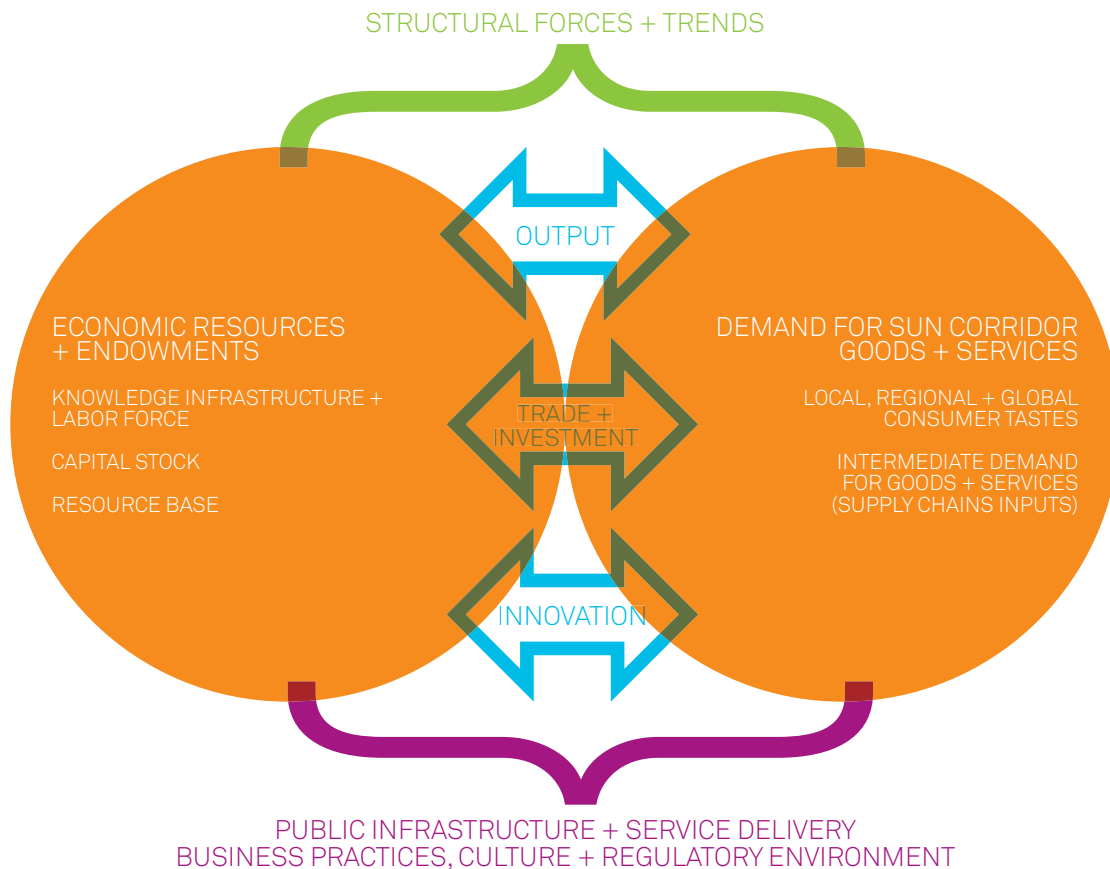 STRUCTURAL FORCES + TRENDS
OUTPUT
ECONOMIC RESOURCES
+ ENDOWMENTS
KNOWLEDGE INFRASTRUCTURE +
LABOR FORCE
CAPITAL STOCK
RESOURCE BASE
TRADE +
INVESTMENT
DEMAND FOR SUN CORRIDOR
GOODS + SERVICES
LOCAL, REGIONAL + GLOBAL
CONSUMER TASTES
INTERMEDIATE DEMAND
FOR GOODS + SERVICES
(SUPPLY CHAINS INPUTS)
INNOVATION
PUBLIC INFRASTRUCTURE + SERVICE DELIVERY
BUSINESS PRACTICES, CULTURE + REGULATORY ENVIRONMENT